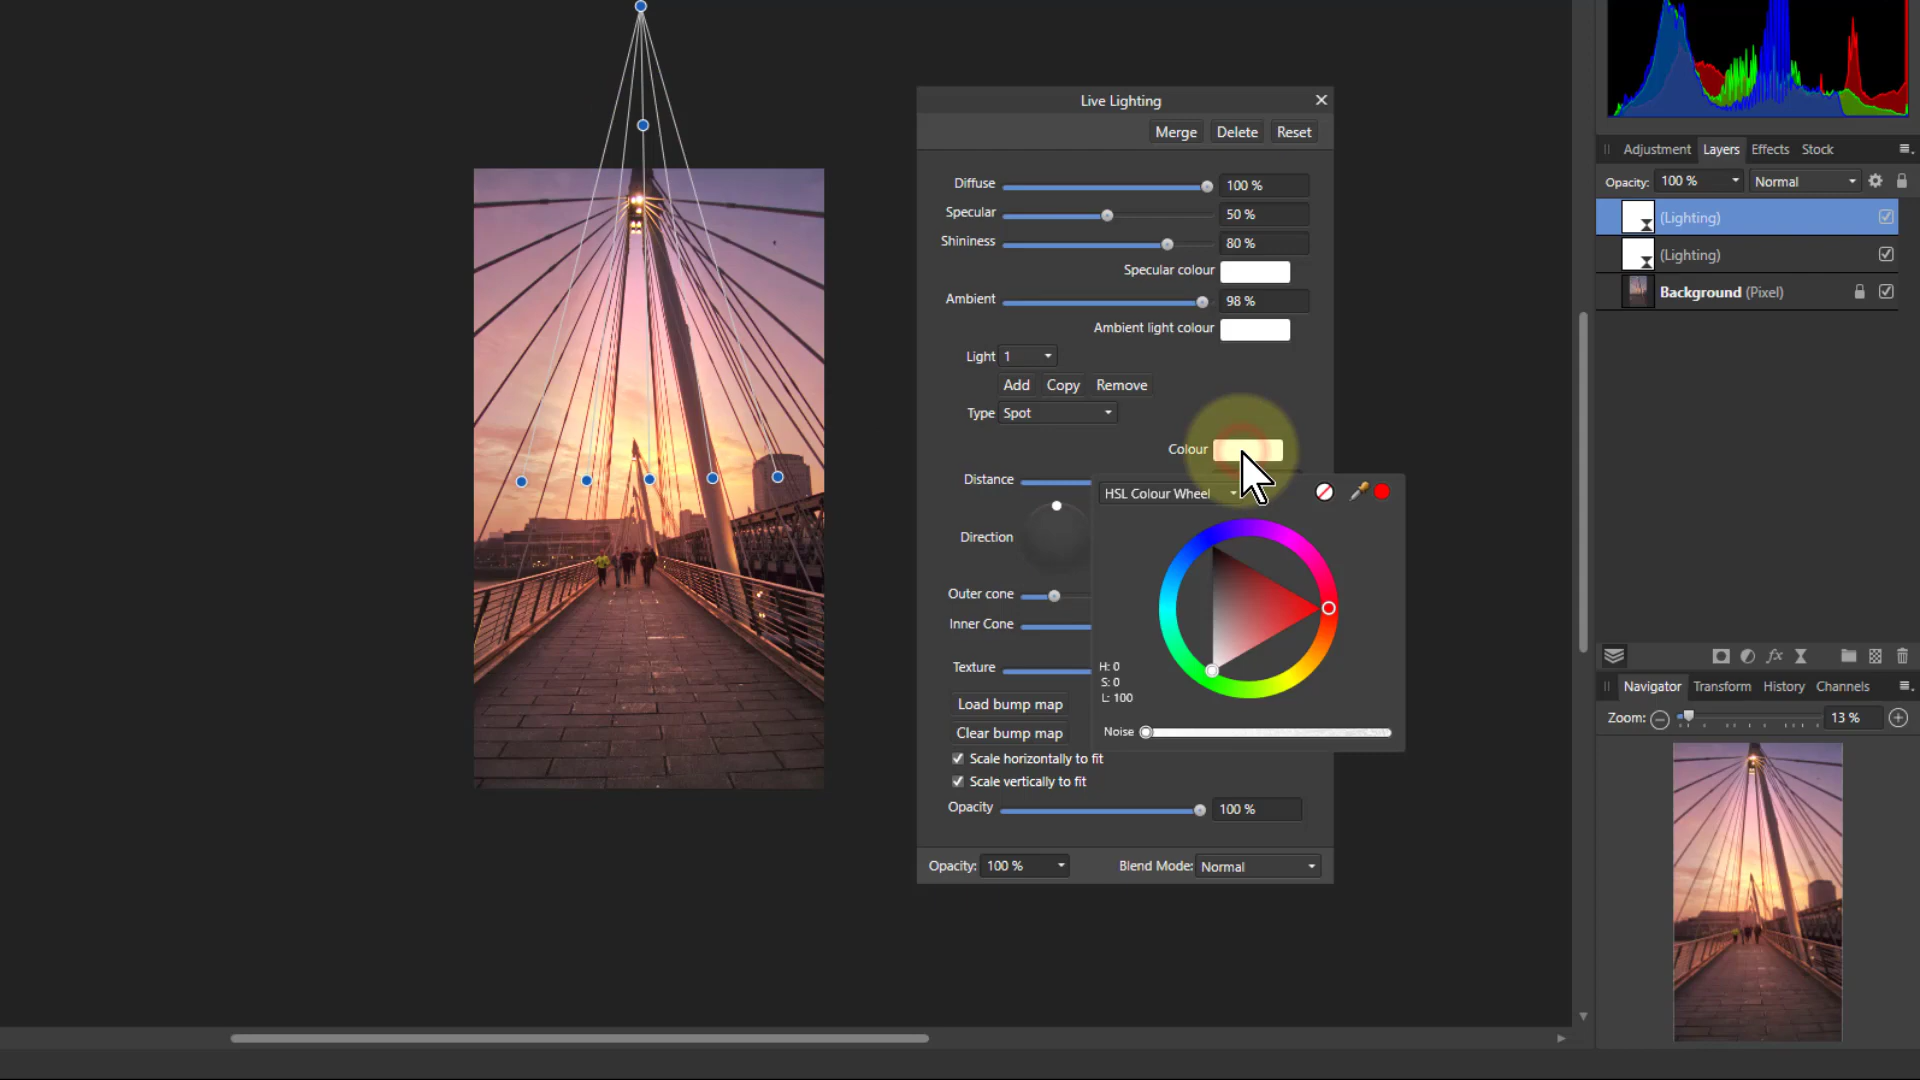 Live Lighting
Merge Delete Reset
Diffuse 100 %
Specular 50 %
Shininess 80 %
Specular colour
Ambient 98 %
Ambient light colour
Light 1
Add Copy Remove
Type Spot
Colour
Distance
HSL Colour Wheel
Direction
Outer cone
Inner Cone
Texture
H: 0
S: 0
L: 100
Load bump map
Clear bump map
Noise
Scale horizontally to fit
Scale vertically to fit
Opacity 100 %
Opacity: 100 % Blend Mode: Normal
Adjustment Layers Effects Stock
Opacity: 100 % Normal
(Lighting)
(Lighting)
Background (Pixel)
fx
Navigator Transform History Channels
Zoom: 13 %